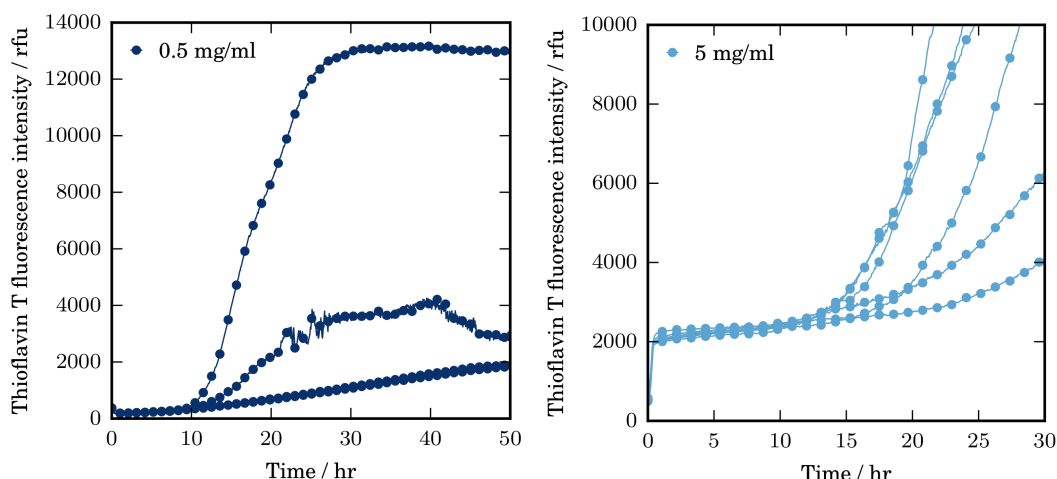 Thioflavin T fluorescence intensity / rfu
14000
12000
10000
8000
6000
4000
2000
0
0.5 mg/ml
0 10 20 30 40 50
Time / hr
Thioflavin T fluorescence intensity / rfu
10000
8000
6000
4000
2000
0
5 mg/ml
0 5 10 15 20 25 30
Time / hr